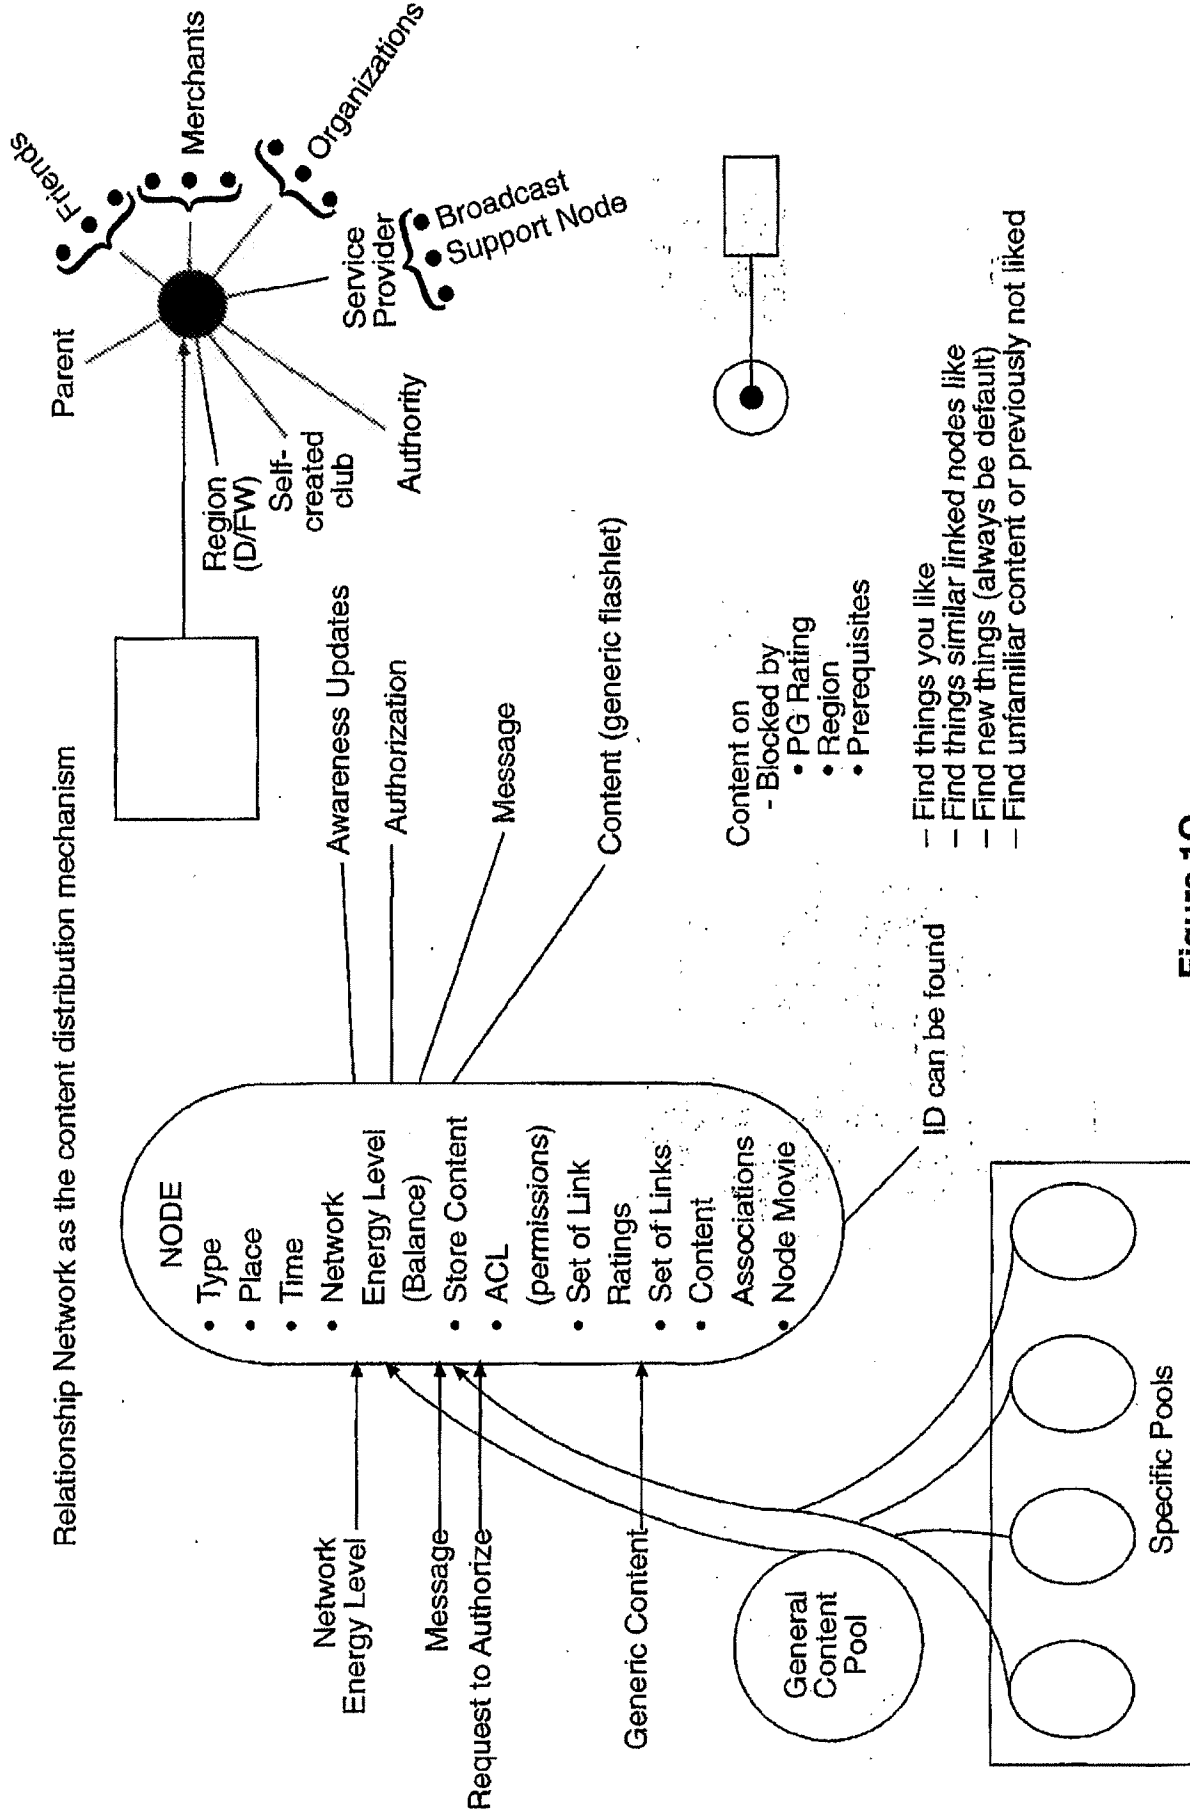 Relationship Network as the content distribution mechanism
Network
Energy Level
Message
Request to Authorize
Generic Content
General
Content
Pool
Specific Pools
NODE
• Type
• Place
• Time
• Network
Energy Level
(Balance)
• Store Content
• ACL
(permissions)
• Set of Link
Ratings
• Set of Links
• Content
Associations
• Node Movie
ID can be found
Awareness Updates
Authorization
Message
Content (generic flashlet)
Parent
Friends
Merchants
Organizations
Service
Provider
Broadcast
Support Node
Region
(D/FW)
Self-
created
club
Authority
Content on
- Blocked by
• PG Rating
• Region
• Prerequisites
– Find things you like
– Find things similar linked nodes like
– Find new things (always be default)
– Find unfamiliar content or previously not liked